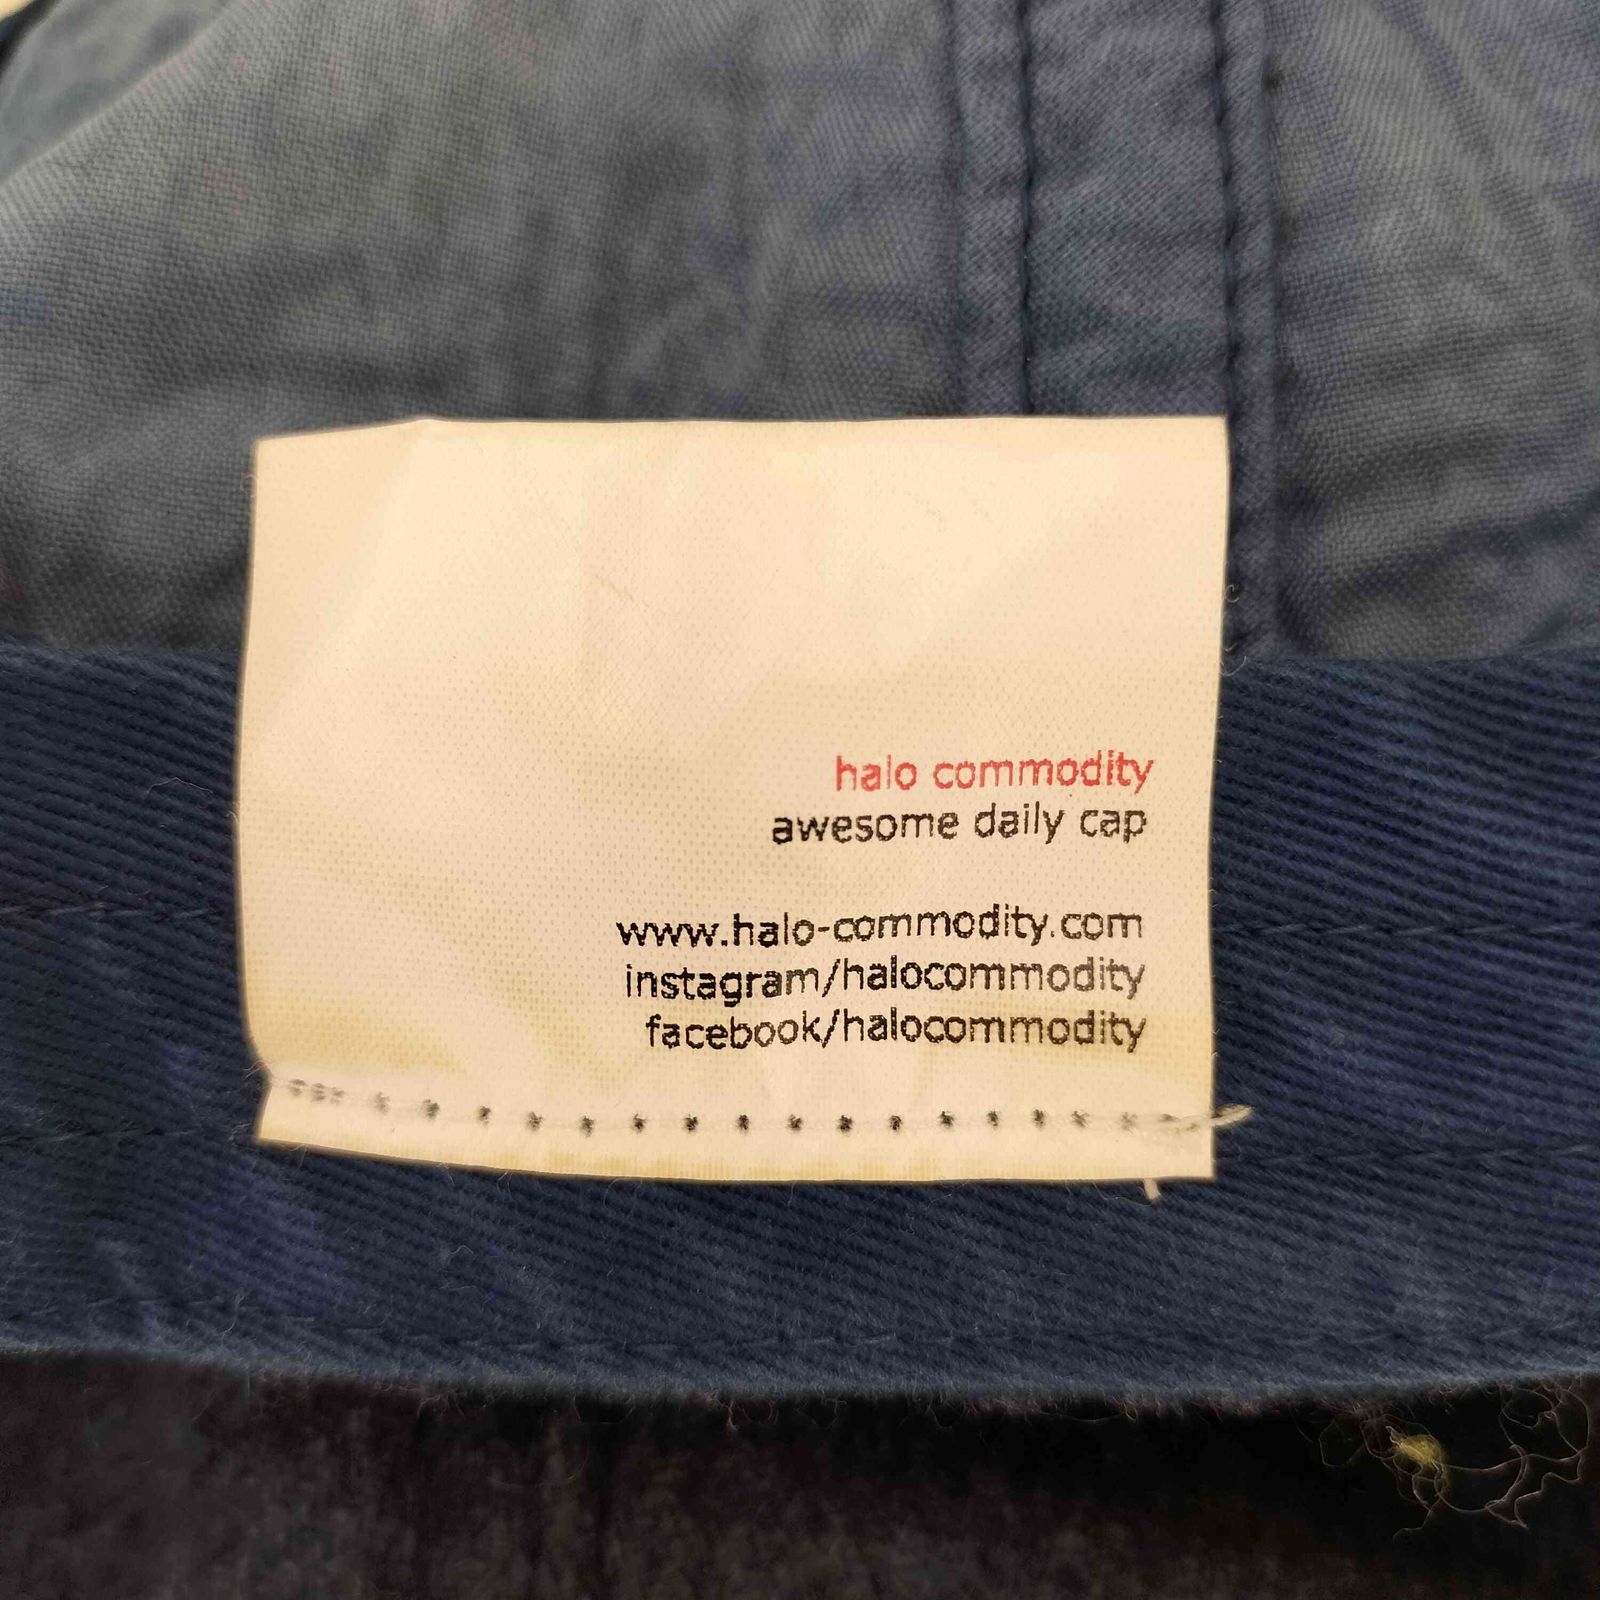 halo commodity
awesome daily cap
www.halo-commodity.com
instagram/halocommodity
facebook/halocommodity